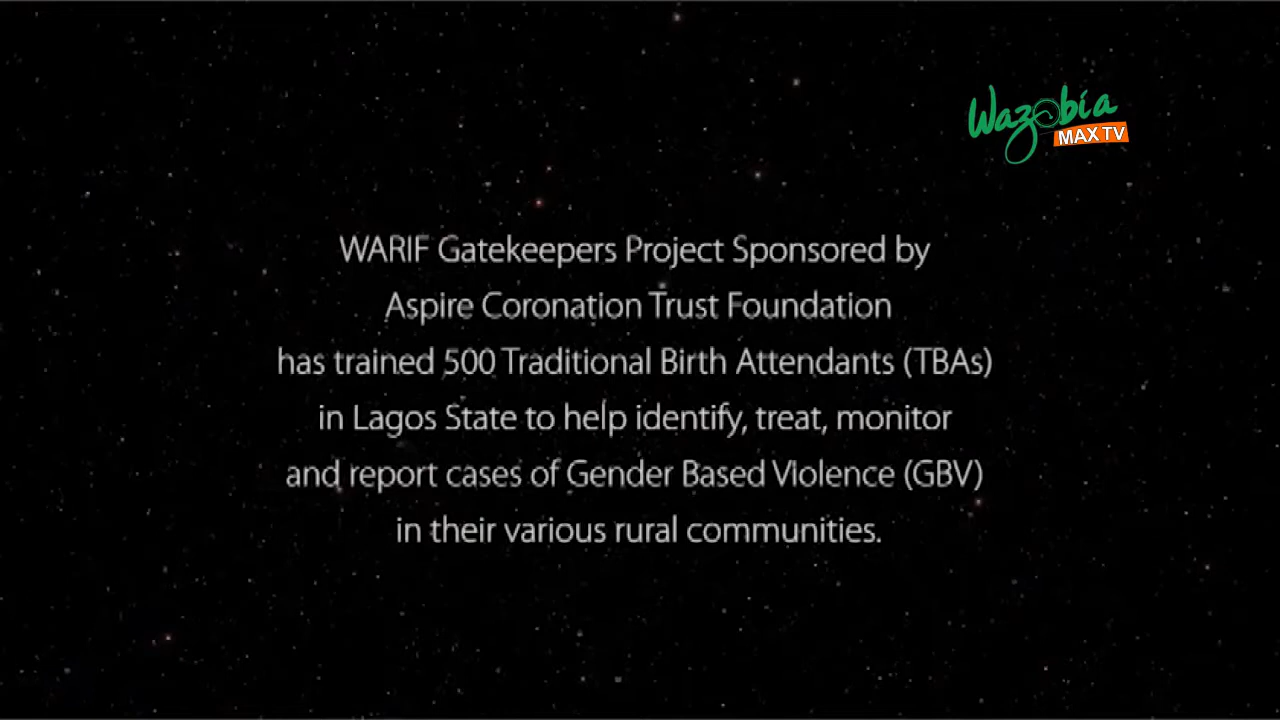 Wazobia
MAX TV
WARIF Gatekeepers Project Sponsored by
Aspire Coronation Trust Foundation
has trained 500 Traditional Birth Attendants (TBAs)
in Lagos State to help identify, treat, monitor
and report cases of Gender Based Violence (GBV)
in their various rural communities.